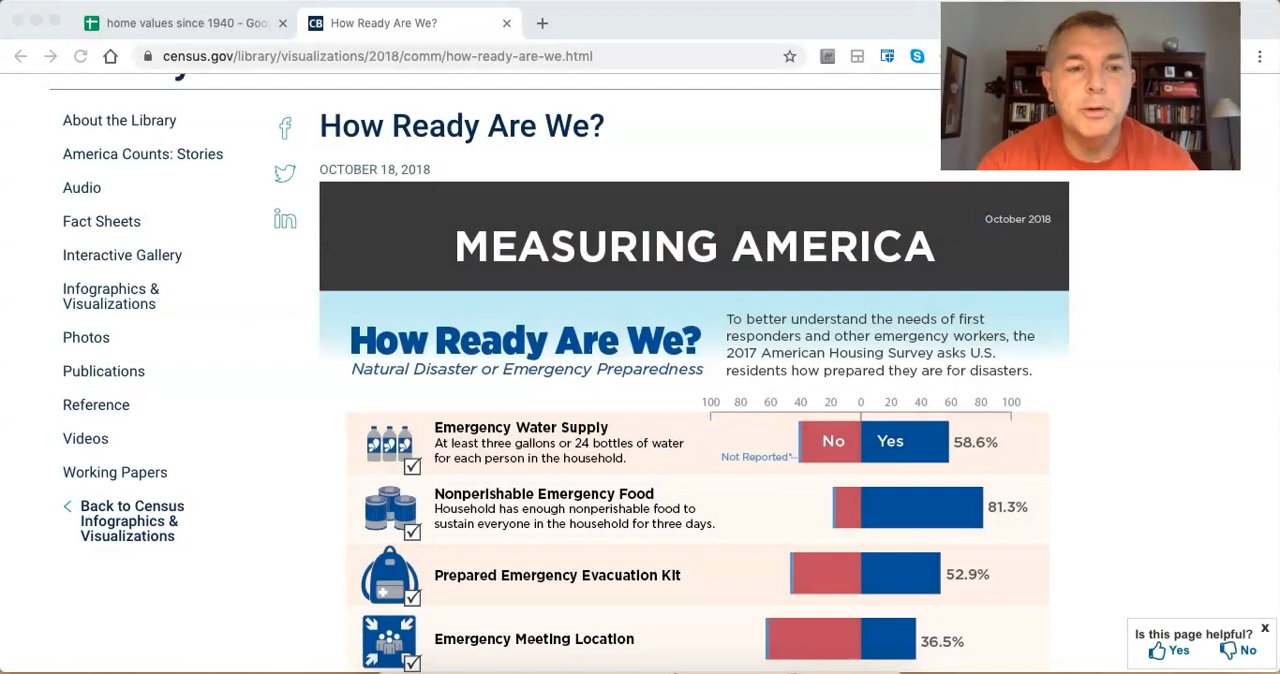 home values since 1940 - Goo
CB How Ready Are We?
census.gov/library/visualizations/2018/comm/how-ready-are-we.html
About the Library
America Counts: Stories
Audio
Fact Sheets
Interactive Gallery
Infographics &
Visualizations
Photos
Publications
Reference
Videos
Working Papers
Back to Census
Infographics &
Visualizations
How Ready Are We?
OCTOBER 18, 2018
October 2018
MEASURING AMERICA
How Ready Are We?
Natural Disaster or Emergency Preparedness
To better understand the needs of first
responders and other emergency workers, the
2017 American Housing Survey asks U.S.
residents how prepared they are for disasters.
100 80 60 40 20 0 20 40 60 80 100
Emergency Water Supply
At least three gallons or 24 bottles of water
for each person in the household.
Not Reported*
No Yes 58.6%
Nonperishable Emergency Food
Household has enough nonperishable food to
sustain everyone in the household for three days.
81.3%
Prepared Emergency Evacuation Kit
52.9%
Emergency Meeting Location
36.5%
Is this page helpful? x
Yes No